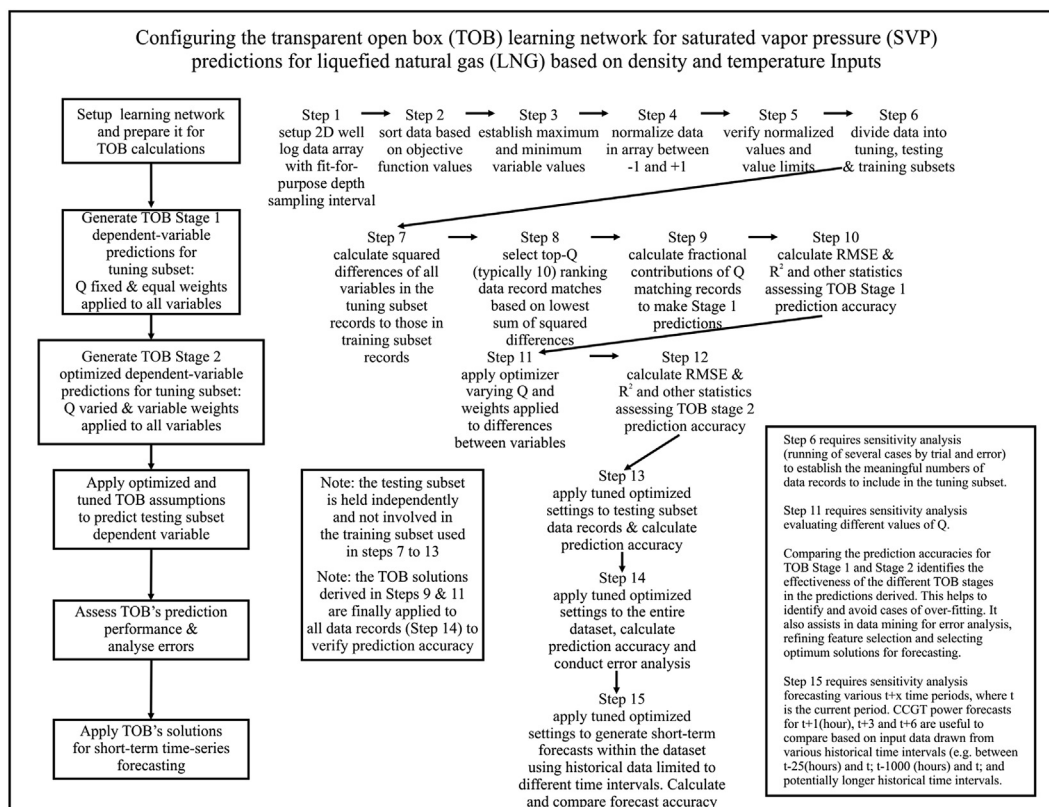 Configuring the transparent open box (TOB) learning network for saturated vapor pressure (SVP)
predictions for liquefied natural gas (LNG) based on density and temperature Inputs
Setup learning network
and prepare it for
TOB calculations
Generate TOB Stage 1
dependent-variable
predictions for
tuning subset:
Q fixed & equal weights
applied to all variables
Generate TOB Stage 2
optimized dependent-variable
predictions for tuning subset:
Q varied & variable weights
applied to all variables
Apply optimized and
tuned TOB assumptions
to predict testing subset
dependent variable
Assess TOB's prediction
performance &
analyse errors
Apply TOB's solutions
for short-term time-series
forecasting
Step 1
setup 2D well
log data array
with fit-for-
purpose depth
sampling interval
Step 2
sort data based
on objective
function values
Step 3
establish maximum
and minimum
variable values
Step 4
normalize data
in array between
-1 and +1
Step 5
verify normalized
values and
value limits
Step 6
divide data into
tuning, testing
& training subsets
Step 7
calculate squared
differences of all
variables in the
tuning subset
records to those in
training subset
records
Step 8
select top-Q
(typically 10) ranking
data record matches
based on lowest
sum of squared
differences
Step 9
calculate fractional
contributions of Q
matching records
to make Stage 1
predictions
Step 10
calculate RMSE &
R² and other statistics
assessing TOB Stage 1
prediction accuracy
Step 11
apply optimizer
varying Q and
weights applied
to differences
between variables
Step 12
calculate RMSE &
R² and other statistics
assessing TOB stage 2
prediction accuracy
Step 13
apply tuned optimized
settings to testing subset
data records & calculate
prediction accuracy
Step 14
apply tuned optimized
settings to the entire
dataset, calculate
prediction accuracy and
conduct error analysis
Step 15
apply tuned optimized
settings to generate short-term
forecasts within the dataset
using historical data limited to
different time intervals. Calculate
and compare forecast accuracy
Note: the testing subset
is held independently
and not involved in
the training subset used
in steps 7 to 13
Note: the TOB solutions
derived in Steps 9 & 11
are finally applied to
all data records (Step 14) to
verify prediction accuracy
Step 6 requires sensitivity analysis
(running of several cases by trial and error)
to establish the meaningful numbers of
data records to include in the tuning subset.
Step 11 requires sensitivity analysis
evaluating different values of Q.
Comparing the prediction accuracies for
TOB Stage 1 and Stage 2 identifies the
effectiveness of the different TOB stages
in the predictions derived. This helps to
identify and avoid cases of over-fitting. It
also assists in data mining for error analysis,
refining feature selection and selecting
optimum solutions for forecasting.
Step 15 requires sensitivity analysis
forecasting various t+x time periods, where t
is the current period. CCGT power forecasts
for t+1(hour), t+3 and t+6 are useful to
compare based on input data drawn from
various historical time intervals (e.g. between
t-25(hours) and t; t-1000 (hours) and t; and
potentially longer historical time intervals.